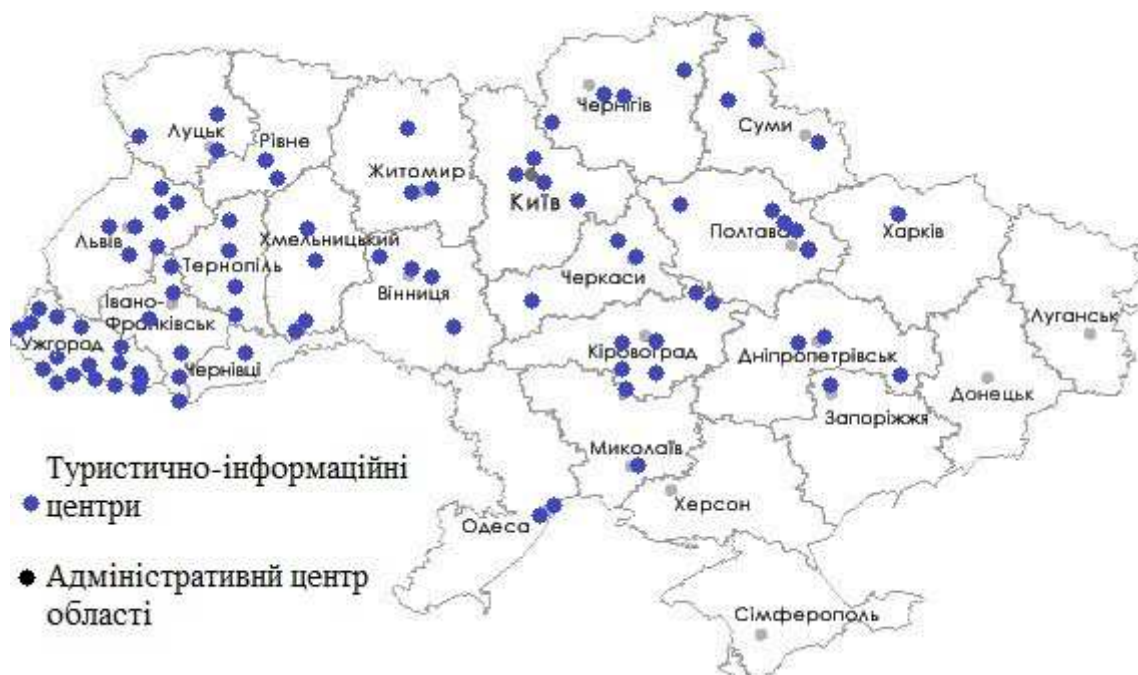 Чернігів
Луцьк
Суми
Рівне
Житомир
Київ
Львів
Полтава
Харків
Хмельницький
Тернопіль
Черкаси
Вінниця
Івано-
Франківськ
Луганськ
Ужгород
Кіровоград
Дніпропетрівськ
Чернівці
Донецьк
Запоріжжя
Миколаїв
Туристично-інформаційні
центри
Херсон
Одеса
Адміністративнй центр
області
Сімферополь